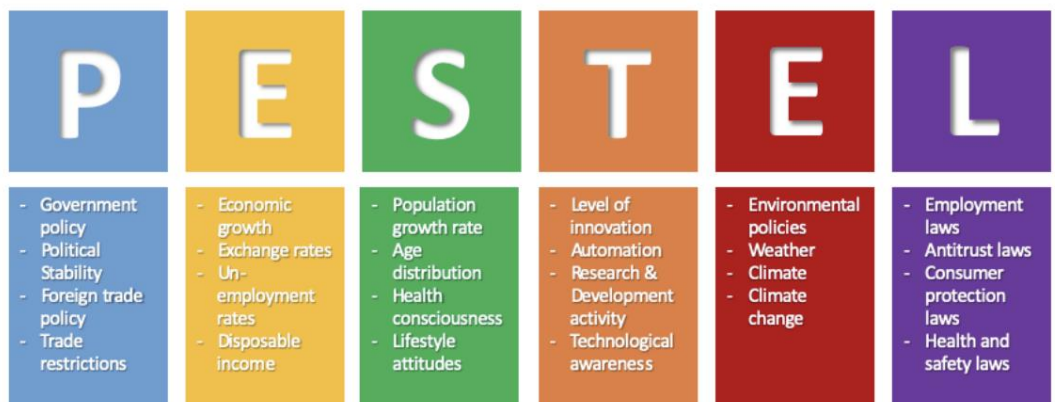 P E S T E L
- Government
policy
- Political
Stability
- Foreign trade
policy
- Trade
restrictions
- Economic
growth
- Exchange rates
- Un-
employment
rates
- Disposable
income
- Population
growth rate
- Age
distribution
- Health
consciousness
- Lifestyle
attitudes
- Level of
innovation
- Automation
- Research &
Development
activity
- Technological
awareness
- Environmental
policies
- Weather
- Climate
- Climate
change
- Employment
laws
- Antitrust laws
- Consumer
protection
laws
- Health and
safety laws